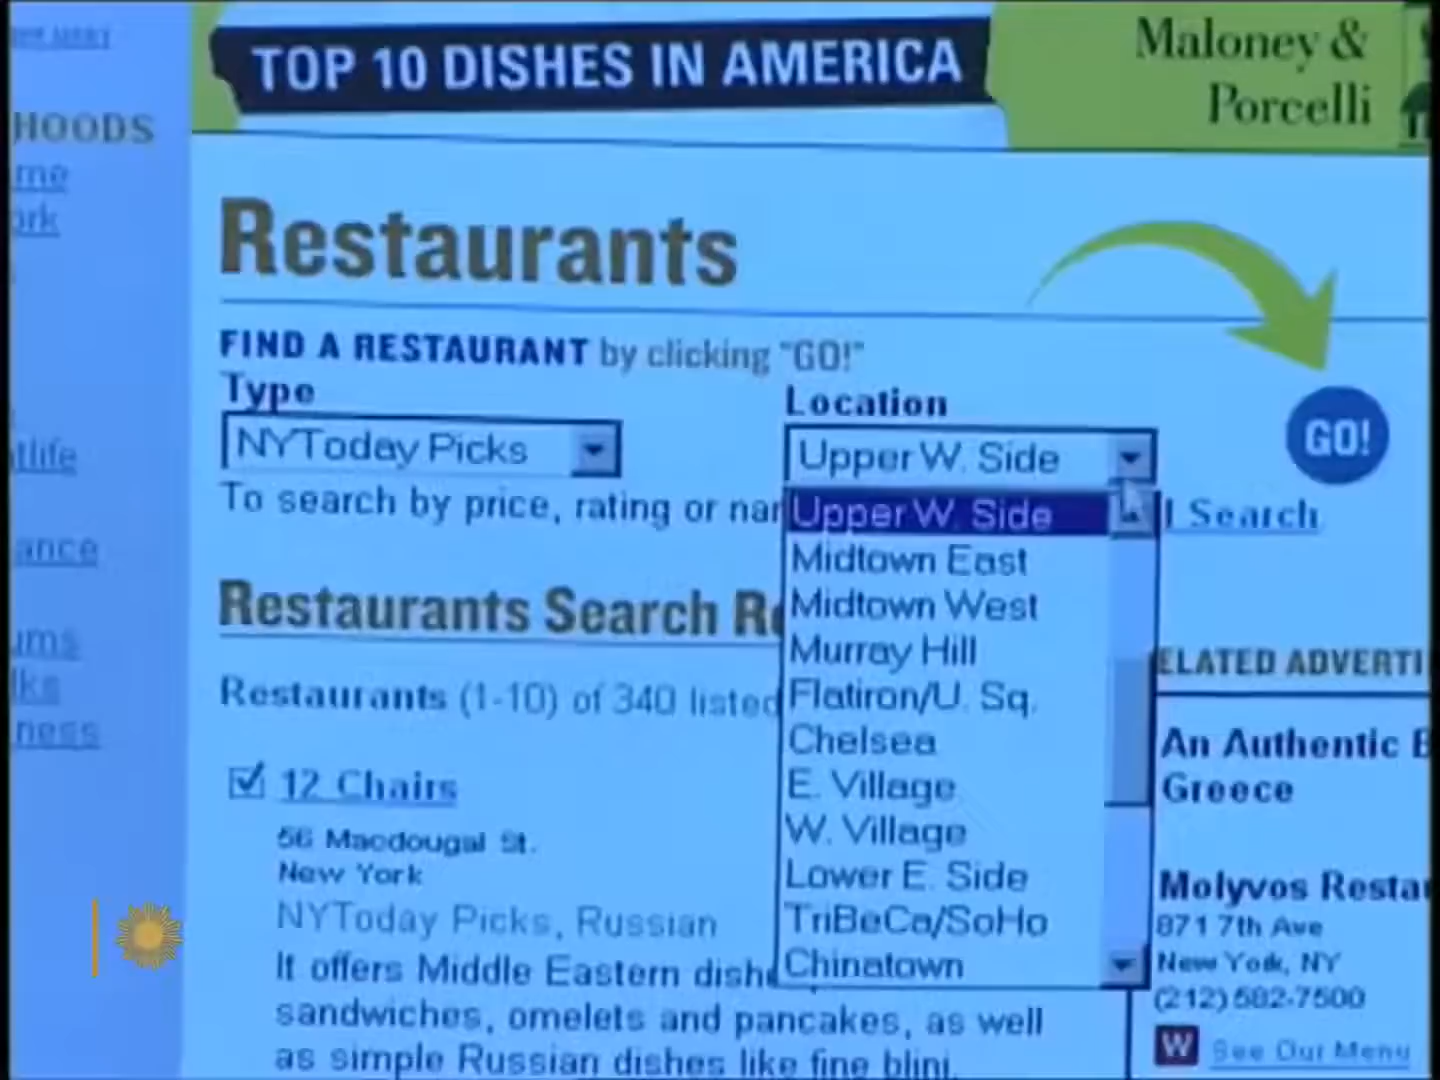 TOP 10 DISHES IN AMERICA
Maloney &
Porcelli
HOODS
Restaurants
FIND A RESTAURANT by clicking "GO!"
Type
Location
NYToday Picks
Upper W. Side
GO!
To search by price, rating or
Search
Upper W. Side
Midtown East
Midtown West
Murray Hill
Flatiron/U. Sq.
Chelsea
E. Village
W. Village
Lower E. Side
TriBeCa/SoHo
Chinatown
Restaurants Search
Restaurants (1-10) of 340 listed
12 Chairs
56 Macdougal St.
New York
NYToday Picks, Russian
It offers Middle Eastern
sandwiches, omelets and pancakes, as well
as simple Russian dishes like fine blini.
ELATED ADVERTI
An Authentic E
Greece
Molyvos Restau
871 7th Ave
New York, NY
(212) 582-7500
W See Our Menu